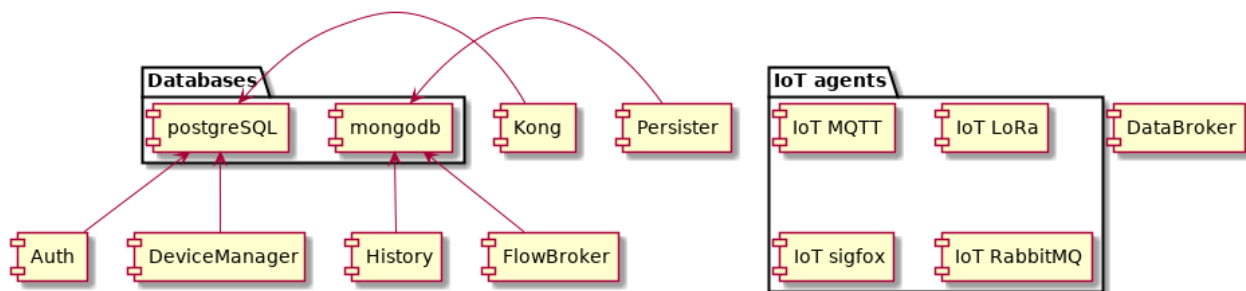 Databases
IoT agents
postgreSQL
mongodb
Kong
Persister
IoT MQTT
IoT LoRa
DataBroker
Auth
DeviceManager
History
FlowBroker
IoT sigfox
IoT RabbitMQ